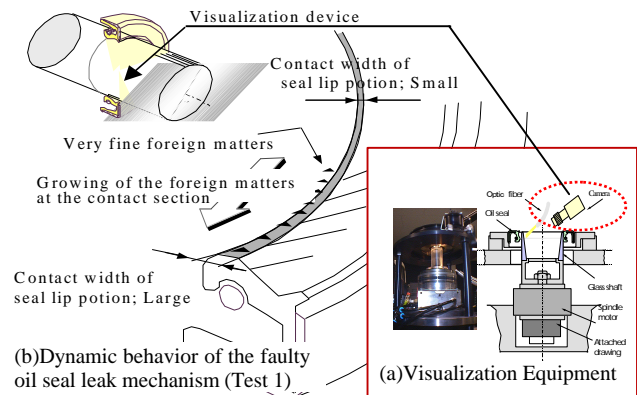 Visualization device
Contact width of
seal lip potion; Small
Very fine foreign matters
Growing of the foreign matters
at the contact section
Contact width of
seal lip potion; Large
(b)Dynamic behavior of the faulty
oil seal leak mechanism (Test 1)
Optic fiber
Camera
Oil seal
Glass shaft
Spindle
motor
Attached
drawing
(a)Visualization Equipment